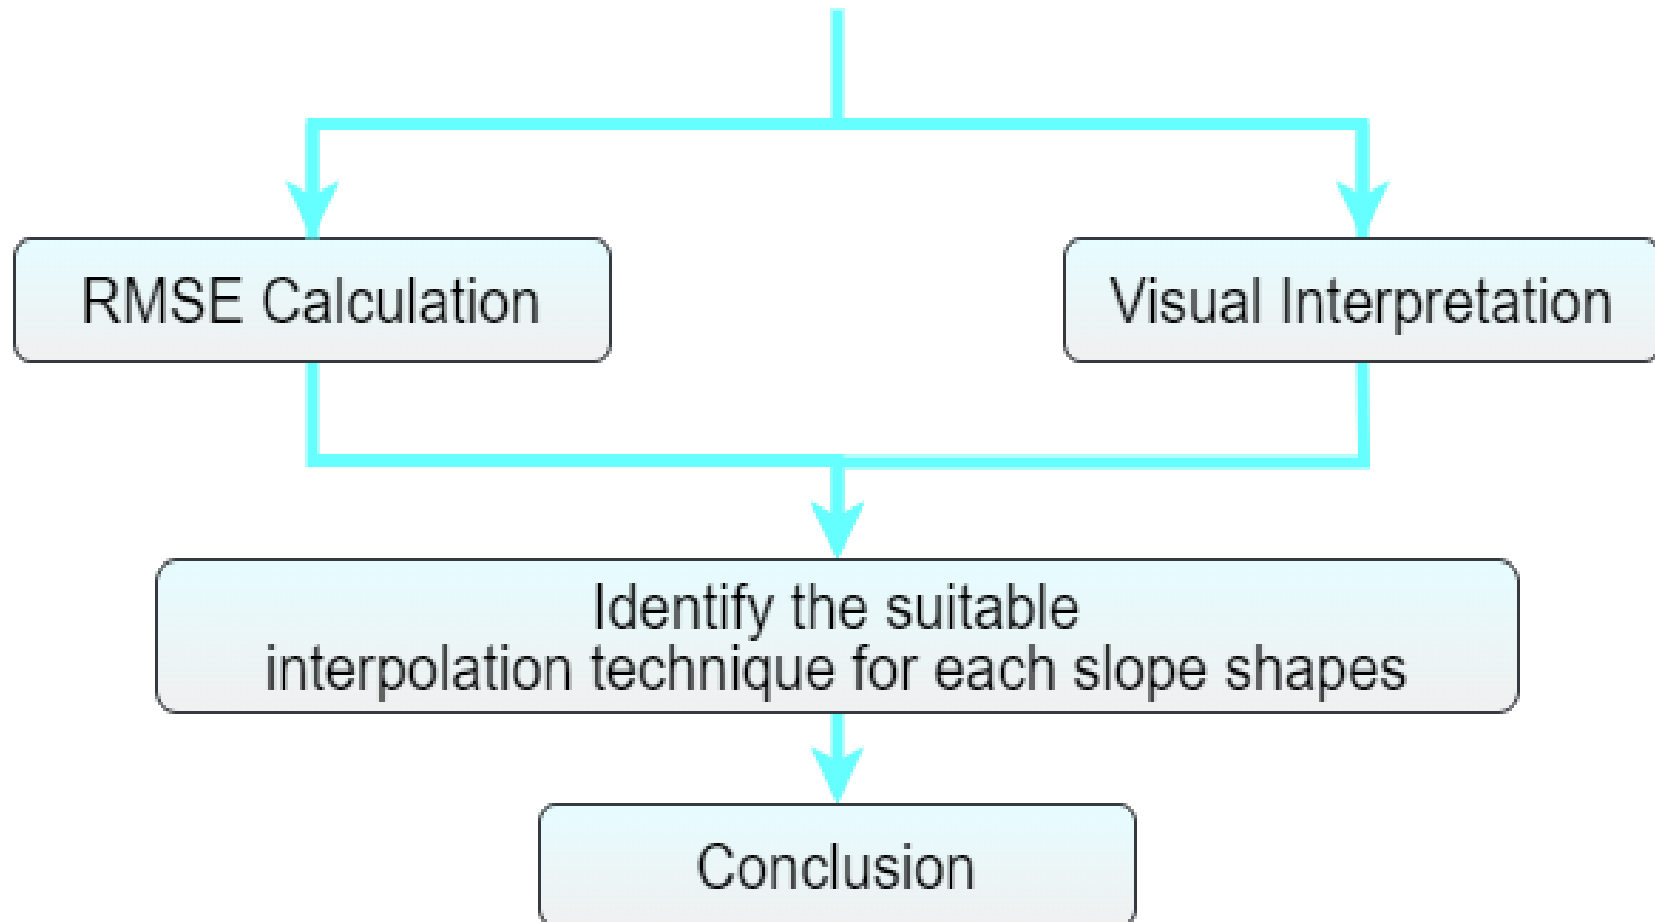 RMSE Calculation
Visual Interpretation
Identify the suitable
interpolation technique for each slope shapes
Conclusion